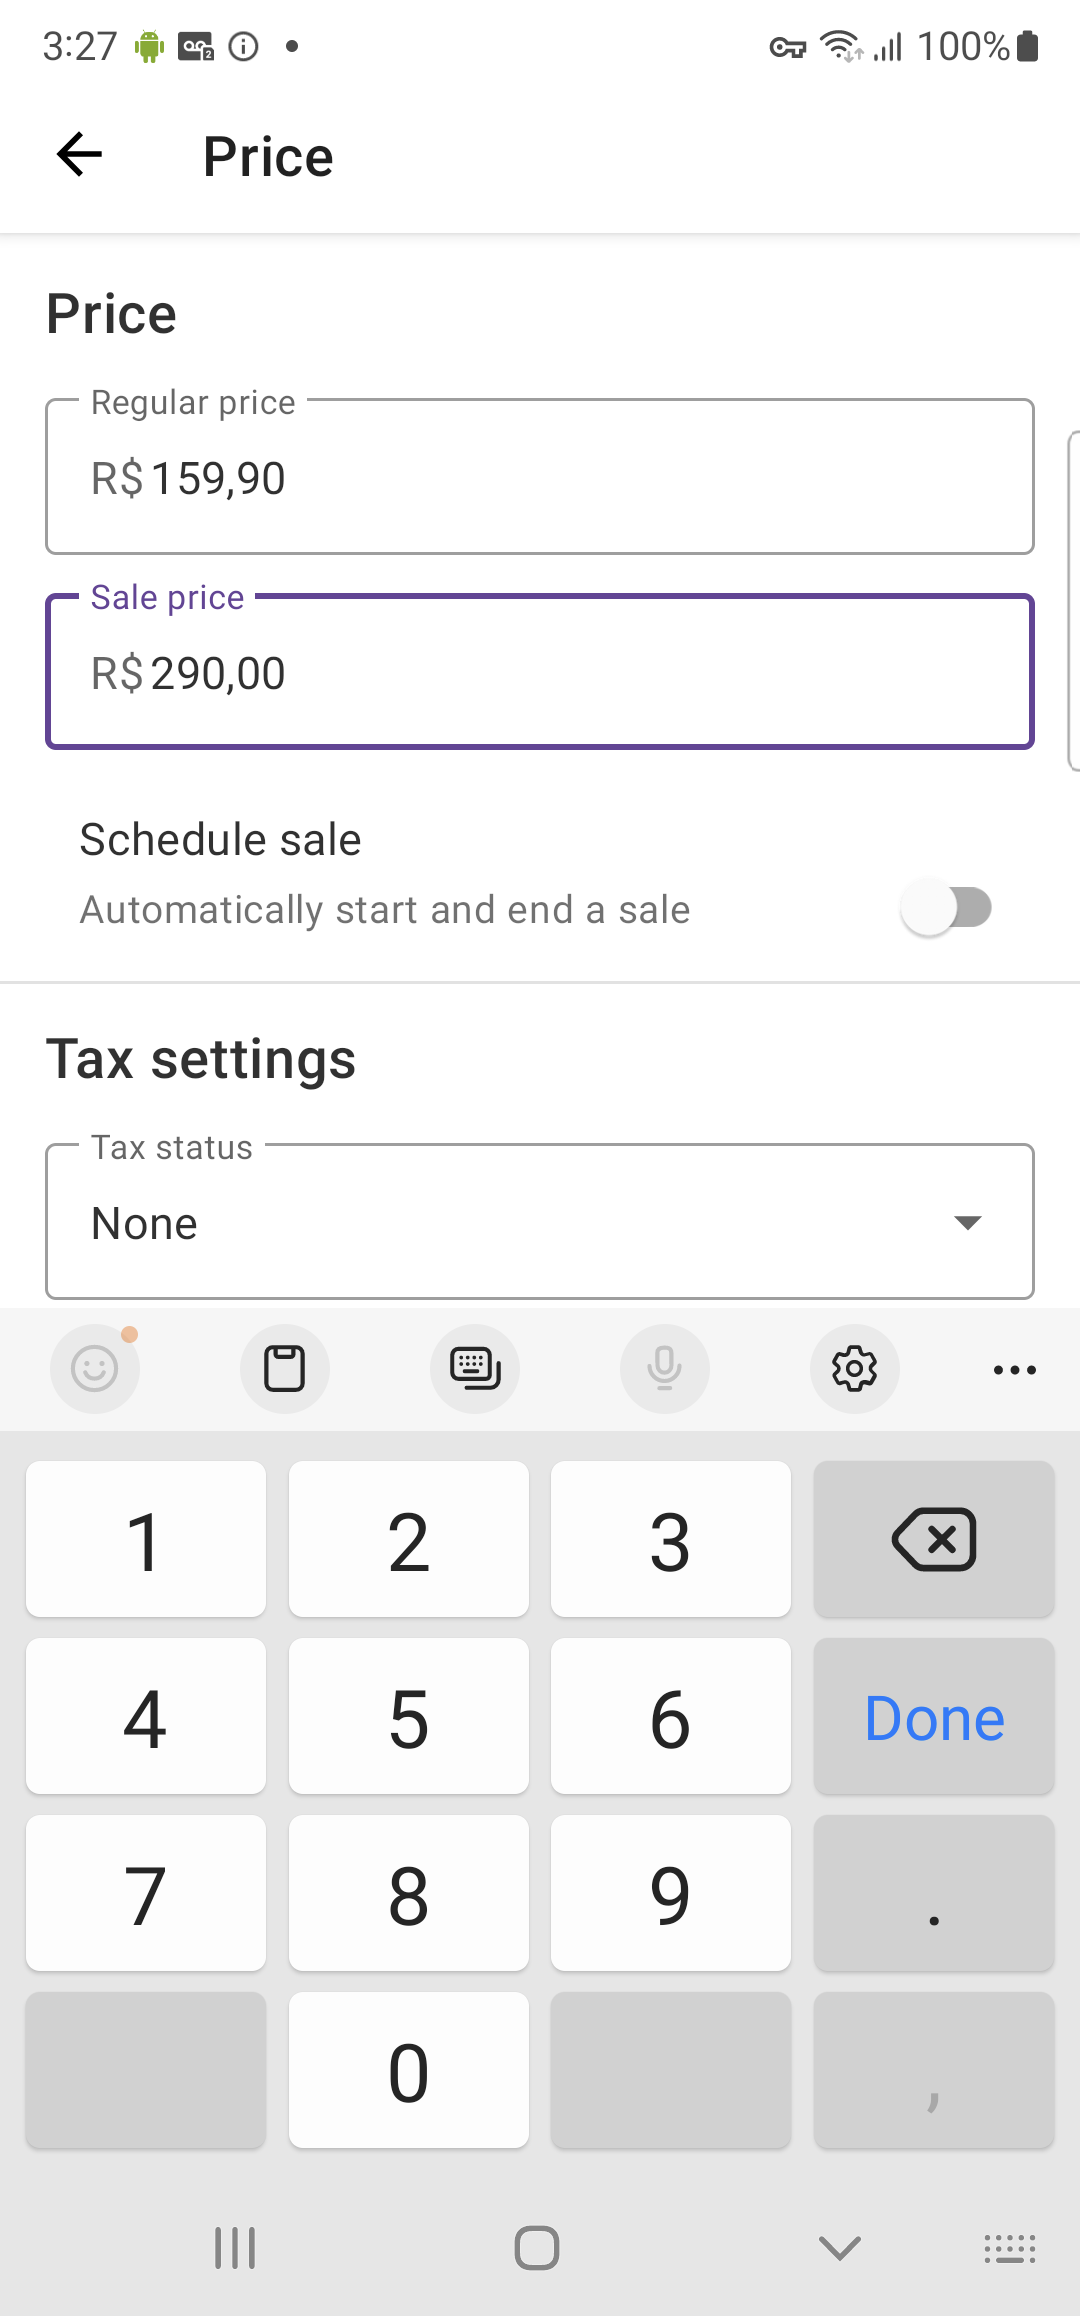 3:27 100%
Price
Price
Regular price
R$ 159,90
Sale price
R$ 290,00
Schedule sale
Automatically start and end a sale
Tax settings
Tax status
None
1 2 3
4 5 6 Done
7 8 9 .
0 ,